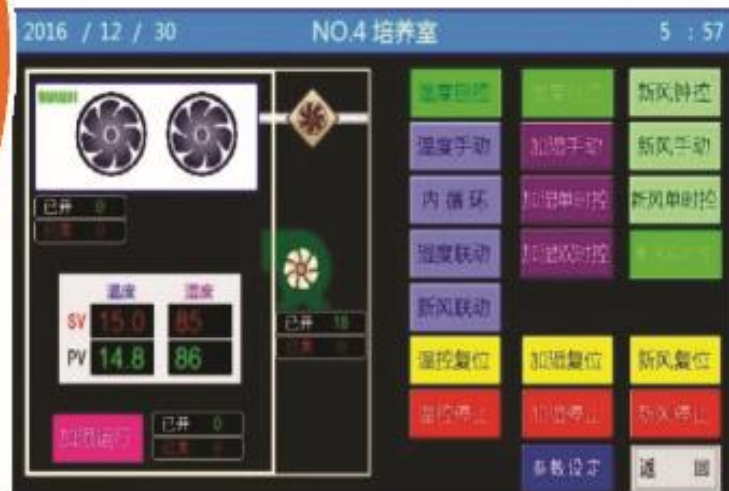 2016 / 12 / 30
NO.4 培养室
5 : 57
温度自控
新风钟控
温度手动
加湿手动
新风手动
内 循 环
加湿单时控
新风单时控
已开 0
湿度联动
加湿双时控
新风联动
温度
湿度
SV 15.0 85
PV 14.8 86
已开 18
温控复位
加湿复位
新风复位
温控停止
加湿停止
新风停止
加湿运行
已开 0
参数设定
返 回